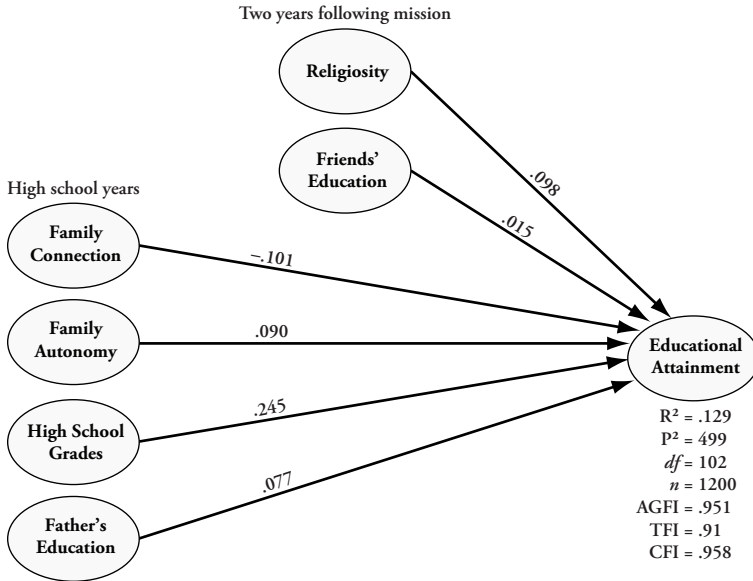 Two years following mission
Religiosity
Friends'
Education
.098
.015
High school years
Family
Connection
–.101
Family
Autonomy
.090
High School
Grades
.245
Father's
Education
.077
Educational
Attainment
R² = .129
P² = 499
df = 102
n = 1200
AGFI = .951
TFI = .91
CFI = .958